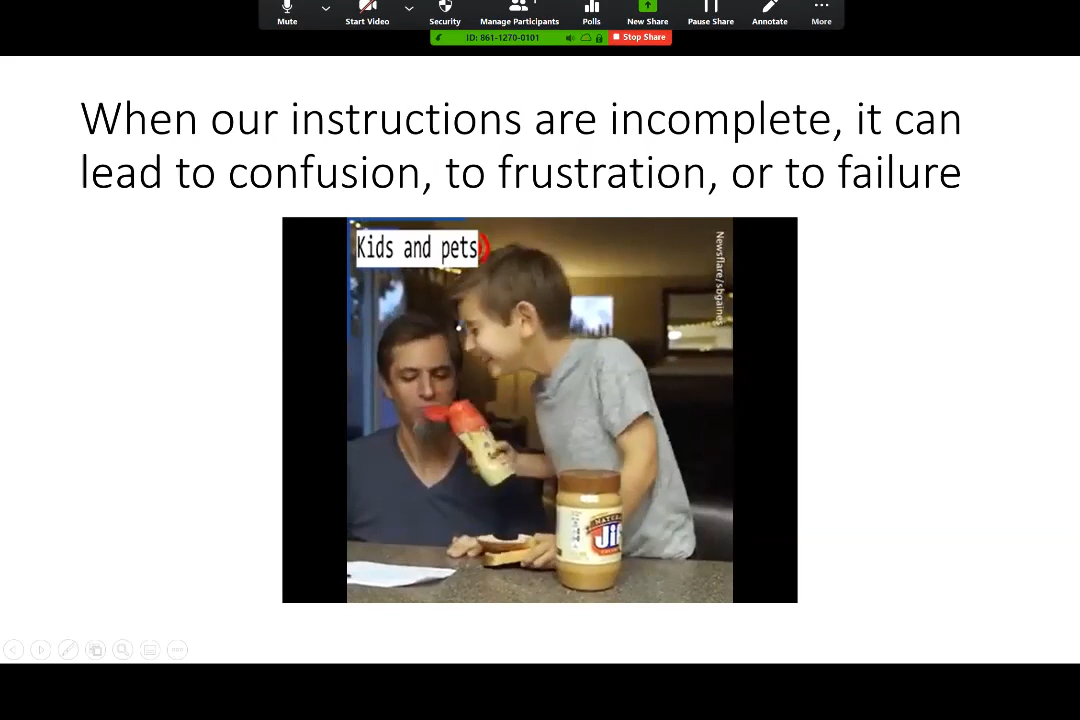 Mute
Start Video
Security
Manage Participants
Polls
New Share
Pause Share
Annotate
More
ID: 861-1270-0101
Stop Share
When our instructions are incomplete, it can
lead to confusion, to frustration, or to failure
Kids and pets
Newsflare/sbgaines
Jif